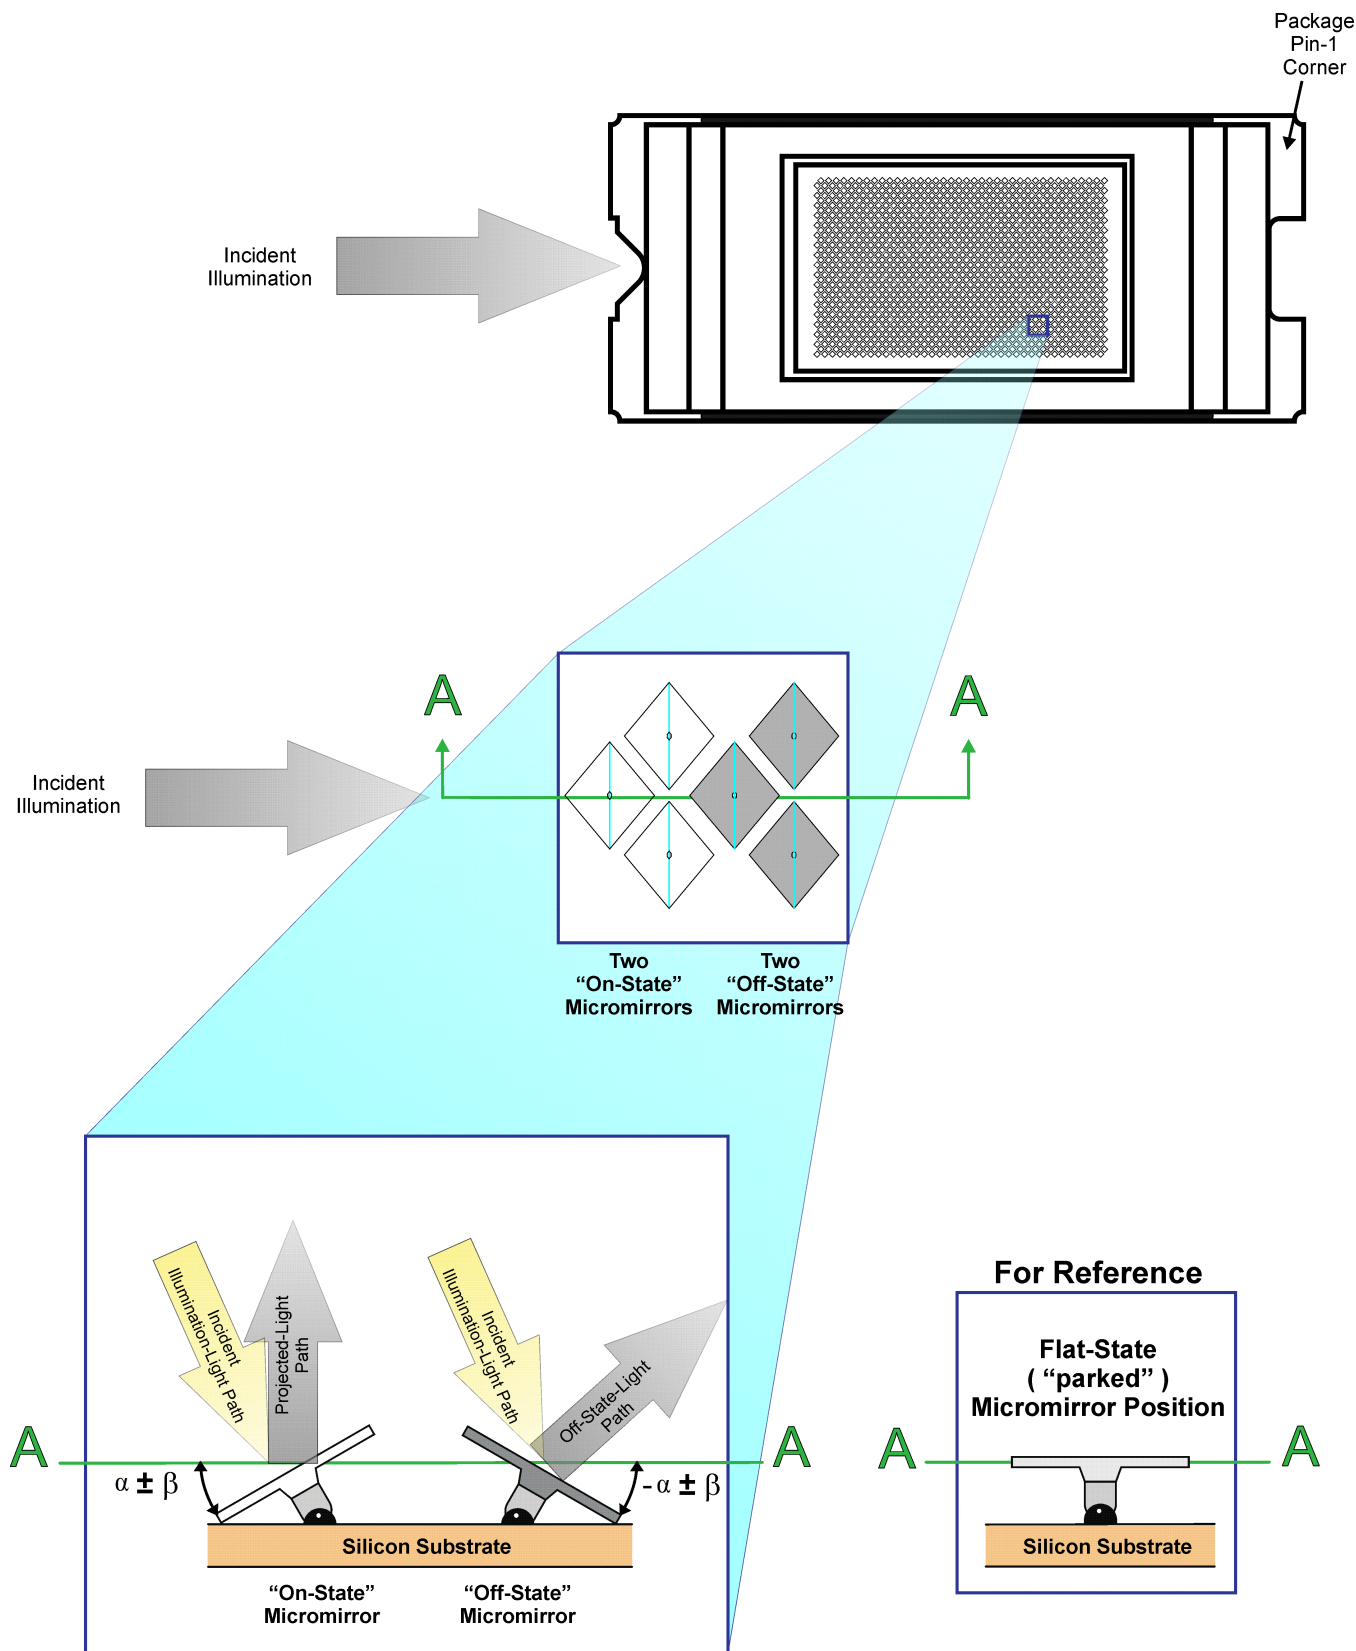 Package
Pin-1
Corner
Incident
Illumination
A
A
Incident
Illumination
Two
“On-State”
Micromirrors
Two
“Off-State”
Micromirrors
Incident
Illumination-Light Path
Projected-Light
Path
Incident
Illumination-Light Path
Off-State-Light
Path
A
A
α ± β
-α ± β
Silicon Substrate
“On-State”
Micromirror
“Off-State”
Micromirror
For Reference
Flat-State
( “parked” )
Micromirror Position
A
A
Silicon Substrate